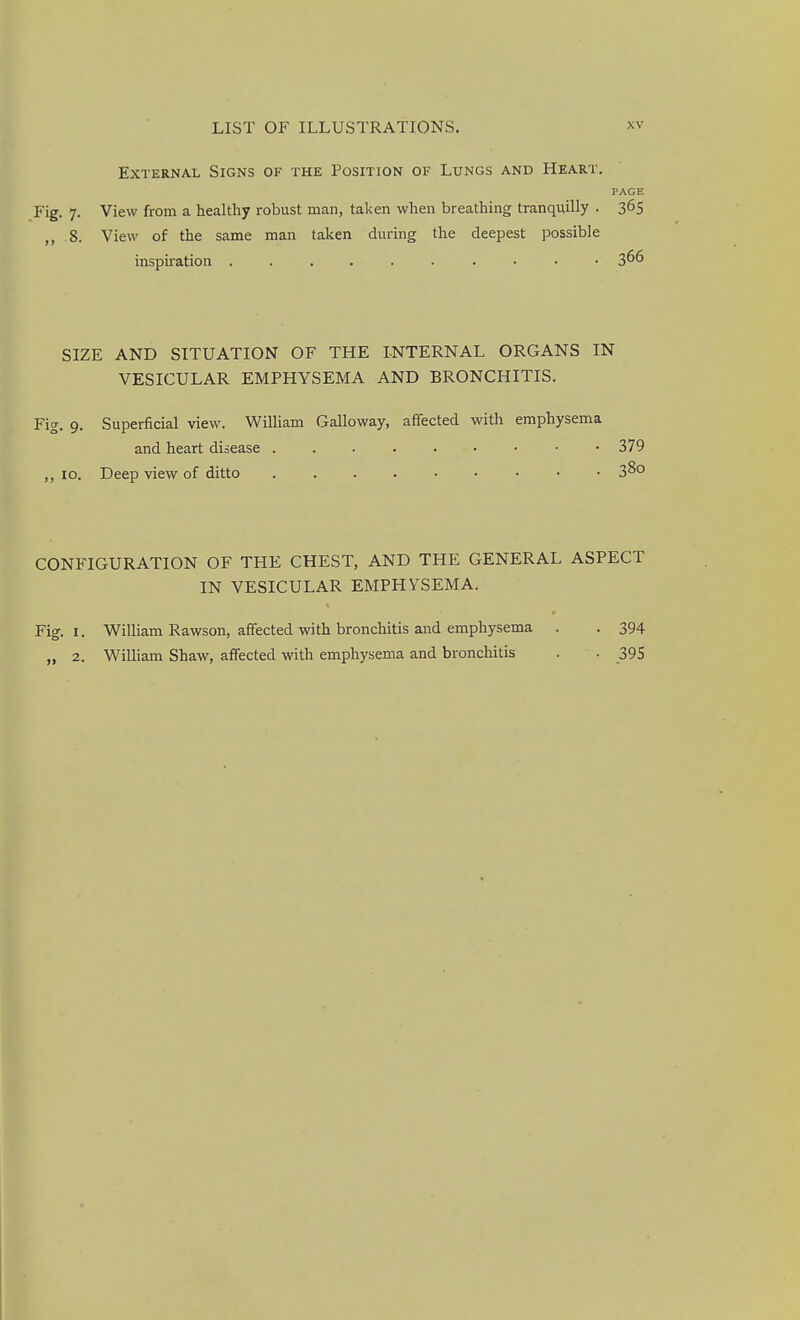 LIST OF ILLUSTRATIONS. xv
External Signs of the Position of Lungs and Heart.
PAGE
Fig. 7. View from a healthy robust man, taken when breathing tranquilly . 365
,, 8. View of the same man taken during the deepest possible
inspiration . . . . . . . . . . 366
SIZE AND SITUATION OF THE INTERNAL ORGANS IN
VESICULAR EMPHYSEMA AND BRONCHITIS.
Fig. 9. Superficial view. William Galloway, affected with emphysema
and heart disease . . . . . . . . . 379
,, 10. Deep view of ditto . . . . . . . . . 380
CONFIGURATION OF THE CHEST, AND THE GENERAL ASPECT
IN VESICULAR EMPHYSEMA.
Fig. 1. William Rawson, affected with bronchitis and emphysema . . 394
,, 2. William Shaw, affected with emphysema and bronchitis . . 395